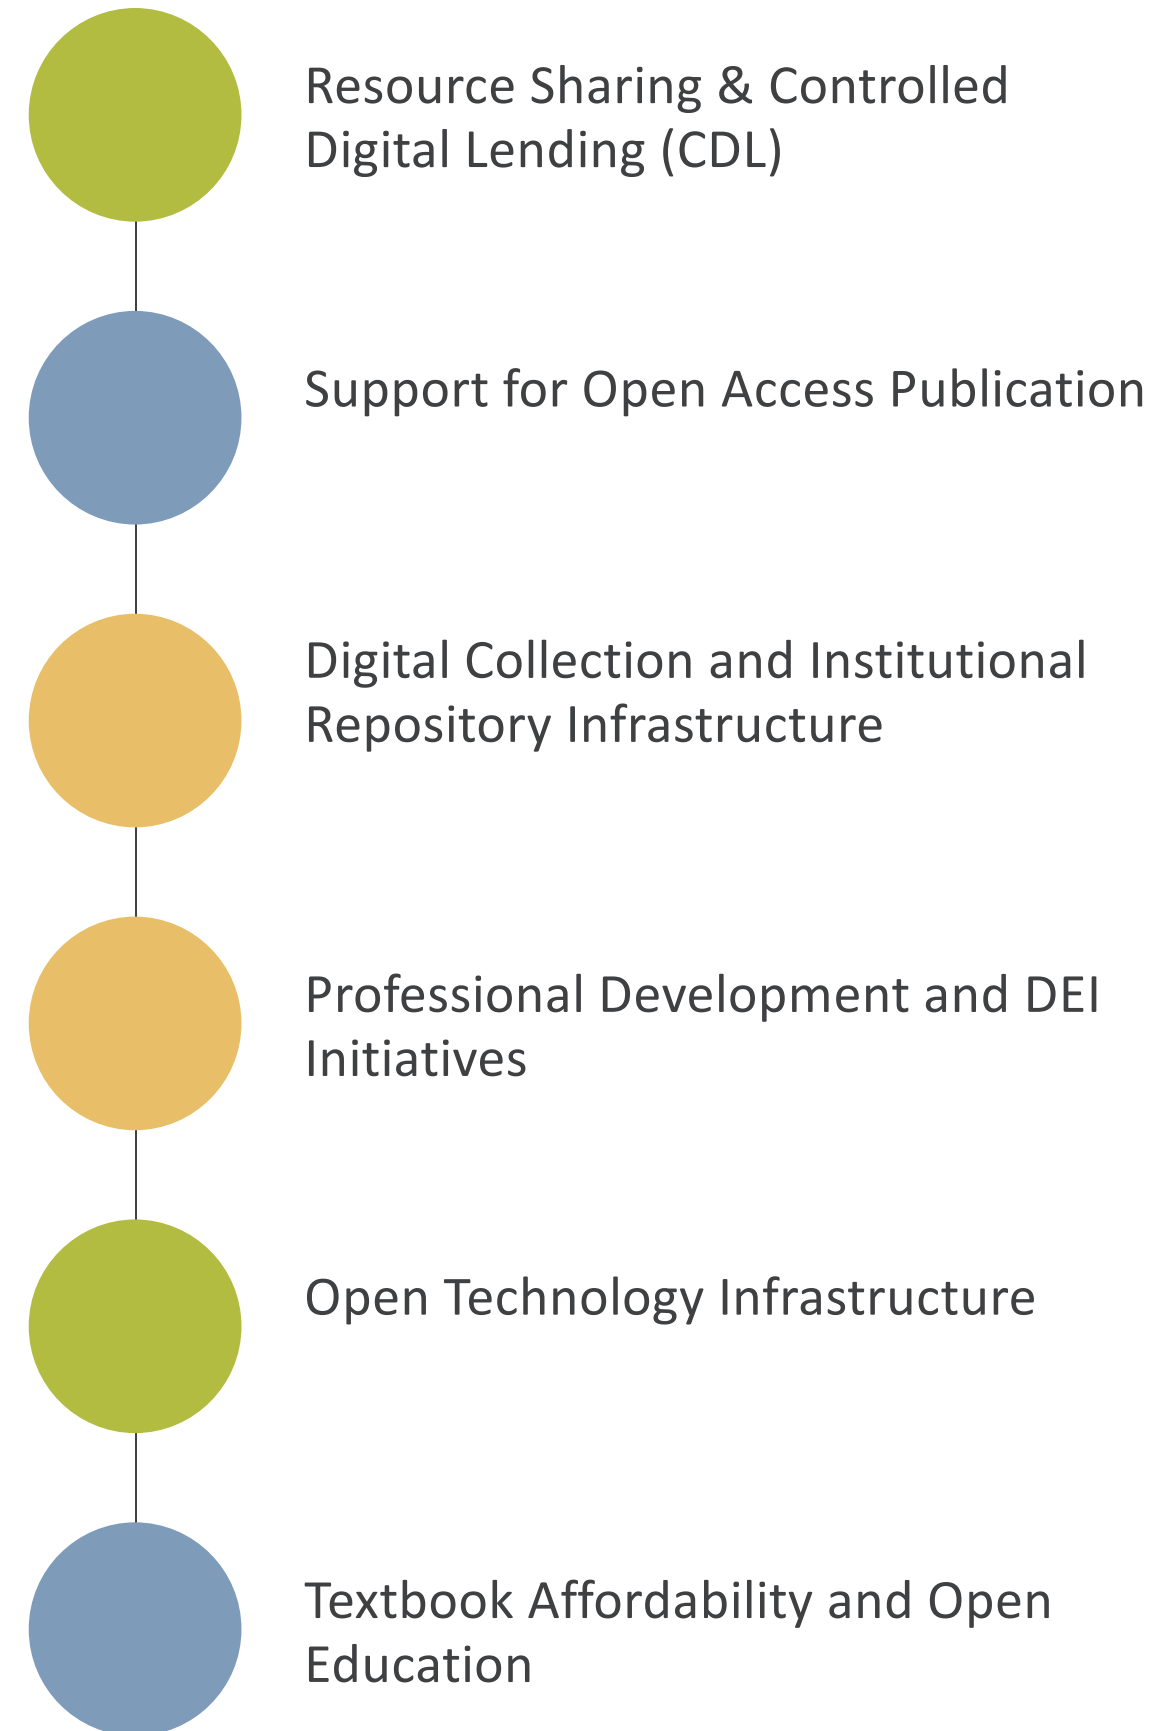 Resource Sharing & Controlled
Digital Lending (CDL)
Support for Open Access Publication
Digital Collection and Institutional
Repository Infrastructure
Professional Development and DEI
Initiatives
Open Technology Infrastructure
Textbook Affordability and Open
Education